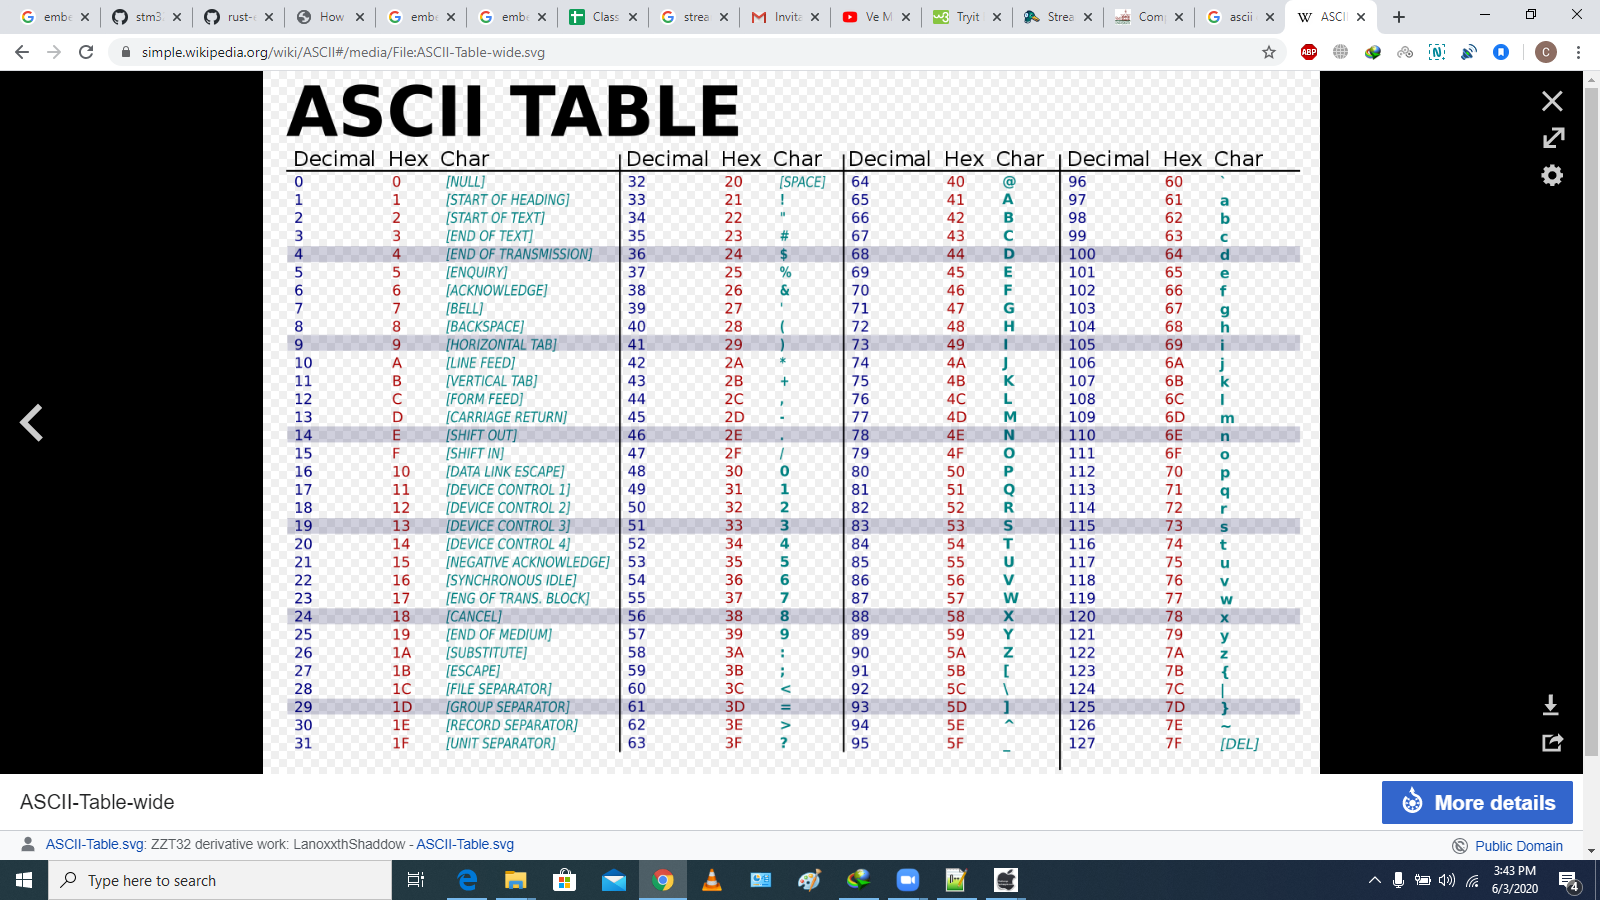 embe stm3 rust- How embe embe Class strea Invita Ve M Tryit Strea Com ascii ASCI
simple.wikipedia.org/wiki/ASCII#/media/File:ASCII-Table-wide.svg
ASCII TABLE
Decimal Hex Char Decimal Hex Char Decimal Hex Char Decimal Hex Char
0 0 [NULL] 32 20 [SPACE] 64 40 @ 96 60 `
1 1 [START OF HEADING] 33 21 ! 65 41 A 97 61 a
2 2 [START OF TEXT] 34 22 " 66 42 B 98 62 b
3 3 [END OF TEXT] 35 23 # 67 43 C 99 63 c
4 4 [END OF TRANSMISSION] 36 24 $ 68 44 D 100 64 d
5 5 [ENQUIRY] 37 25 % 69 45 E 101 65 e
6 6 [ACKNOWLEDGE] 38 26 & 70 46 F 102 66 f
7 7 [BELL] 39 27 ' 71 47 G 103 67 g
8 8 [BACKSPACE] 40 28 ( 72 48 H 104 68 h
9 9 [HORIZONTAL TAB] 41 29 ) 73 49 I 105 69 i
10 A [LINE FEED] 42 2A * 74 4A J 106 6A j
11 B [VERTICAL TAB] 43 2B + 75 4B K 107 6B k
12 C [FORM FEED] 44 2C , 76 4C L 108 6C l
13 D [CARRIAGE RETURN] 45 2D - 77 4D M 109 6D m
14 E [SHIFT OUT] 46 2E . 78 4E N 110 6E n
15 F [SHIFT IN] 47 2F / 79 4F O 111 6F o
16 10 [DATA LINK ESCAPE] 48 30 0 80 50 P 112 70 p
17 11 [DEVICE CONTROL 1] 49 31 1 81 51 Q 113 71 q
18 12 [DEVICE CONTROL 2] 50 32 2 82 52 R 114 72 r
19 13 [DEVICE CONTROL 3] 51 33 3 83 53 S 115 73 s
20 14 [DEVICE CONTROL 4] 52 34 4 84 54 T 116 74 t
21 15 [NEGATIVE ACKNOWLEDGE] 53 35 5 85 55 U 117 75 u
22 16 [SYNCHRONOUS IDLE] 54 36 6 86 56 V 118 76 v
23 17 [ENG OF TRANS. BLOCK] 55 37 7 87 57 W 119 77 w
24 18 [CANCEL] 56 38 8 88 58 X 120 78 x
25 19 [END OF MEDIUM] 57 39 9 89 59 Y 121 79 y
26 1A [SUBSTITUTE] 58 3A : 90 5A Z 122 7A z
27 1B [ESCAPE] 59 3B ; 91 5B [ 123 7B {
28 1C [FILE SEPARATOR] 60 3C < 92 5C \ 124 7C |
29 1D [GROUP SEPARATOR] 61 3D = 93 5D ] 125 7D }
30 1E [RECORD SEPARATOR] 62 3E > 94 5E ^ 126 7E ~
31 1F [UNIT SEPARATOR] 63 3F ? 95 5F _ 127 7F [DEL]
ASCII-Table-wide
More details
ASCII-Table.svg: ZZT32 derivative work: LanoxxthShaddow - ASCII-Table.svg
Public Domain
Type here to search
3:43 PM
6/3/2020
4